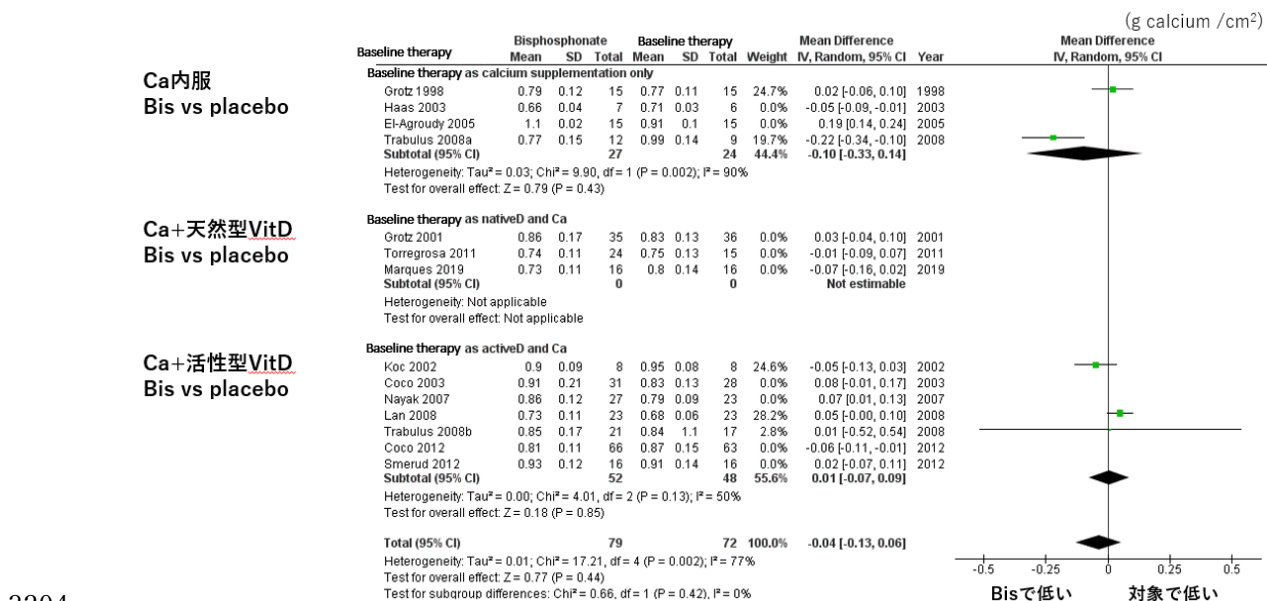 (g calcium /cm²)
Bisphosphonate Baseline therapy Mean Difference Mean Difference
Baseline therapy Mean SD Total Mean SD Total Weight IV, Random, 95% CI Year IV, Random, 95% CI
Ca内服
Bis vs placebo
Baseline therapy as calcium supplementation only
Grotz 1998 0.79 0.12 15 0.77 0.11 15 24.7% 0.02 [-0.06, 0.10] 1998
Haas 2003 0.66 0.04 7 0.71 0.03 6 0.0% -0.05 [-0.09, -0.01] 2003
El-Agroudy 2005 1.1 0.02 15 0.91 0.1 15 0.0% 0.19 [0.14, 0.24] 2005
Trabulus 2008a 0.77 0.15 12 0.99 0.14 9 19.7% -0.22 [-0.34, -0.10] 2008
Subtotal (95% CI) 27 24 44.4% -0.10 [-0.33, 0.14]
Heterogeneity: Tau² = 0.03; Chi² = 9.90, df = 1 (P = 0.002); I² = 90%
Test for overall effect: Z = 0.79 (P = 0.43)
Ca+天然型VitD
Bis vs placebo
Baseline therapy as nativeD and Ca
Grotz 2001 0.86 0.17 35 0.83 0.13 36 0.0% 0.03 [-0.04, 0.10] 2001
Torregrosa 2011 0.74 0.11 24 0.75 0.13 15 0.0% -0.01 [-0.09, 0.07] 2011
Marques 2019 0.73 0.11 16 0.8 0.14 16 0.0% -0.07 [-0.16, 0.02] 2019
Subtotal (95% CI) 0 0 Not estimable
Heterogeneity: Not applicable
Test for overall effect: Not applicable
Ca+活性型VitD
Bis vs placebo
Baseline therapy as activeD and Ca
Koc 2002 0.9 0.09 8 0.95 0.08 8 24.6% -0.05 [-0.13, 0.03] 2002
Coco 2003 0.91 0.21 31 0.83 0.13 28 0.0% 0.08 [-0.01, 0.17] 2003
Nayak 2007 0.86 0.12 27 0.79 0.09 23 0.0% 0.07 [0.01, 0.13] 2007
Lan 2008 0.73 0.11 23 0.68 0.06 23 28.2% 0.05 [-0.00, 0.10] 2008
Trabulus 2008b 0.85 0.17 21 0.84 1.1 17 2.8% 0.01 [-0.52, 0.54] 2008
Coco 2012 0.81 0.11 66 0.87 0.15 63 0.0% -0.06 [-0.11, -0.01] 2012
Smerud 2012 0.93 0.12 16 0.91 0.14 16 0.0% 0.02 [-0.07, 0.11] 2012
Subtotal (95% CI) 52 48 55.6% 0.01 [-0.07, 0.09]
Heterogeneity: Tau² = 0.00; Chi² = 4.01, df = 2 (P = 0.13); I² = 50%
Test for overall effect: Z = 0.18 (P = 0.85)
Total (95% CI) 79 72 100.0% -0.04 [-0.13, 0.06]
Heterogeneity: Tau² = 0.01; Chi² = 17.21, df = 4 (P = 0.002); I² = 77%
Test for overall effect: Z = 0.77 (P = 0.44)
Test for subgroup differences: Chi² = 0.66, df = 1 (P = 0.42), I² = 0%
-0.5 -0.25 0 0.25 0.5
Bisで低い 対象で低い